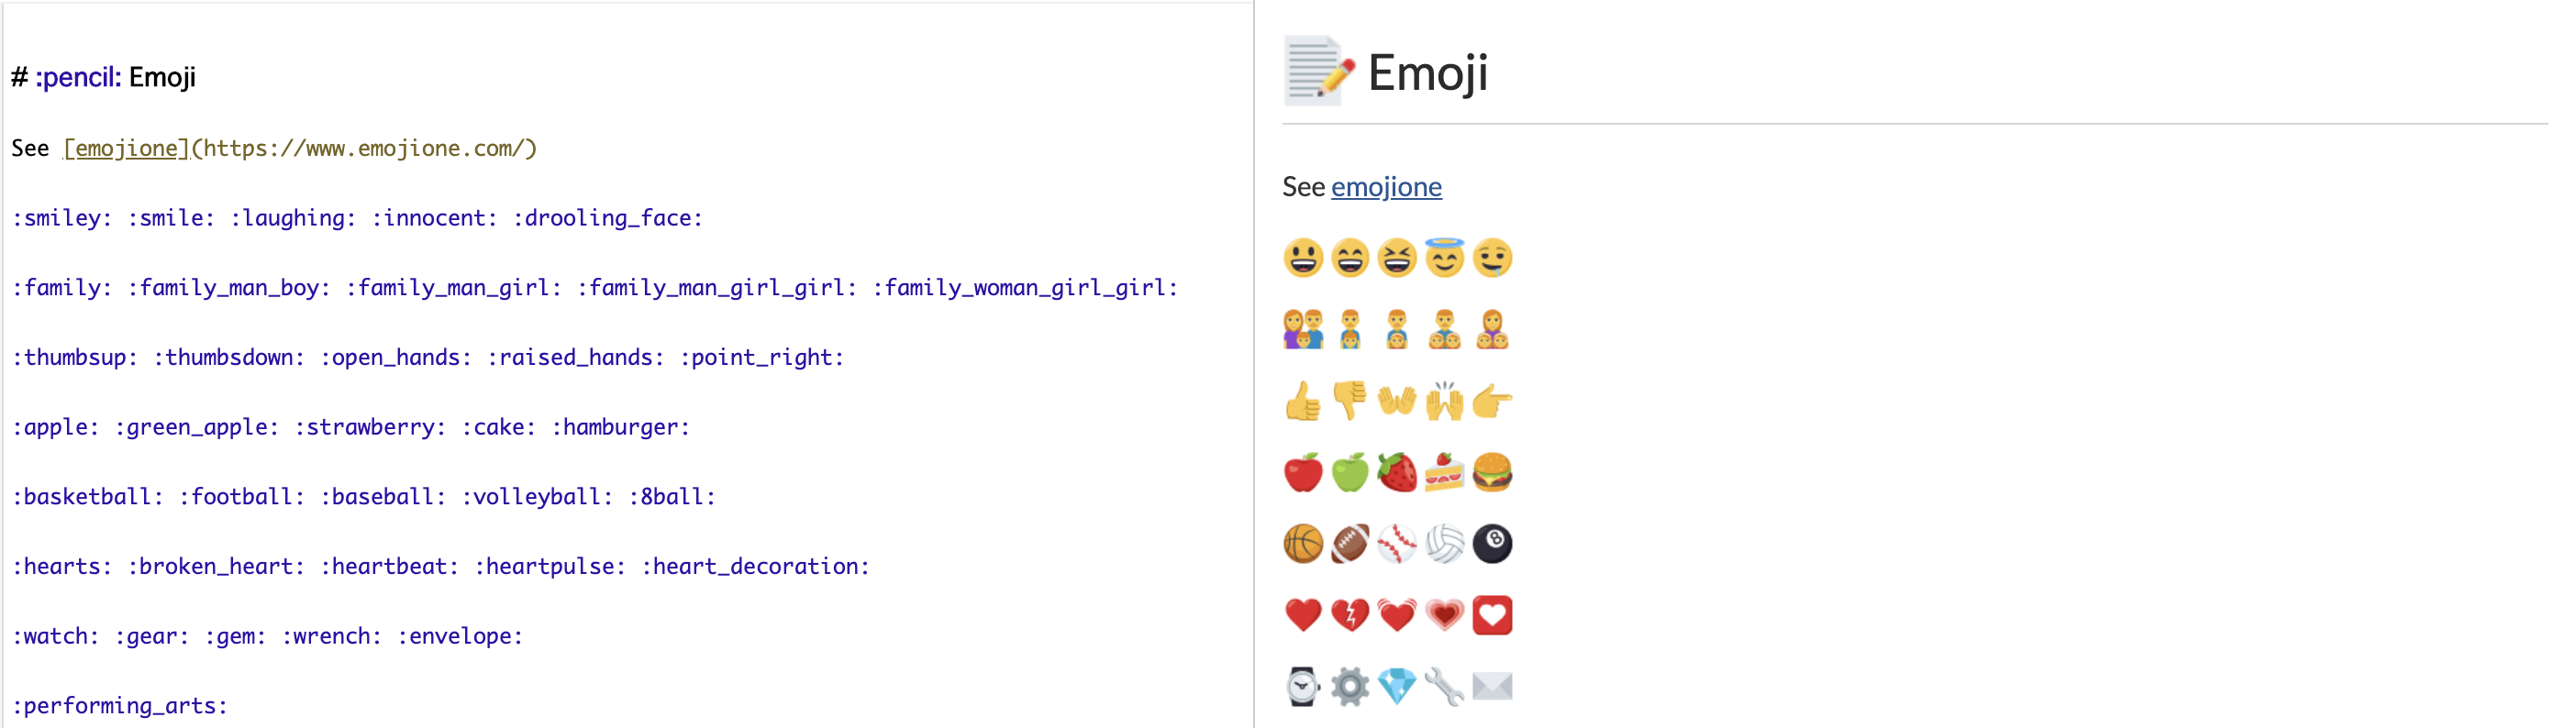 # :pencil: Emoji
See [emojione](https://www.emojione.com/)
:smiley: :smile: :laughing: :innocent: :drooling_face:
:family: :family_man_boy: :family_man_girl: :family_man_girl_girl: :family_woman_girl_girl:
:thumbsup: :thumbsdown: :open_hands: :raised_hands: :point_right:
:apple: :green_apple: :strawberry: :cake: :hamburger:
:basketball: :football: :baseball: :volleyball: :8ball:
:hearts: :broken_heart: :heartbeat: :heartpulse: :heart_decoration:
:watch: :gear: :gem: :wrench: :envelope:
:performing_arts:
Emoji
See emojione
8